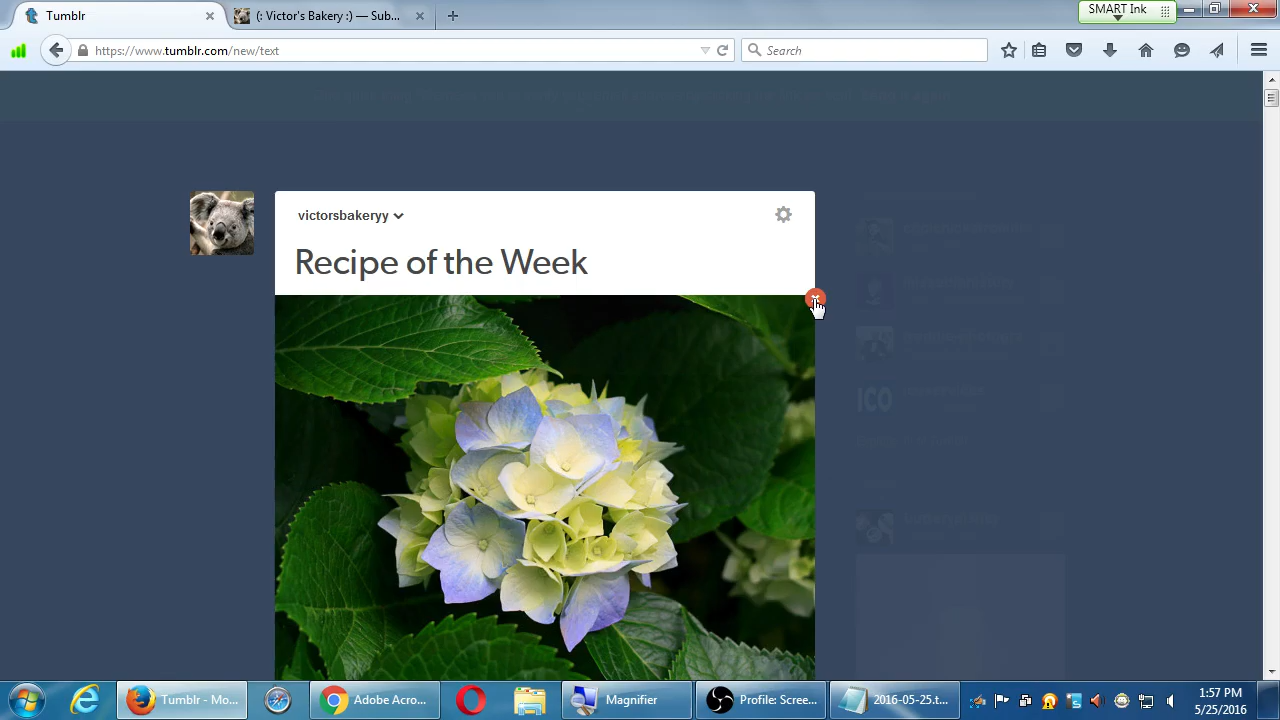 Tumblr
(: Victor's Bakery :) — Sub...
SMART Ink
https://www.tumblr.com/new/text
Search
victorsbakeryy
Recipe of the Week
ICO
Tumblr - Mo...
Adobe Acro...
Magnifier
Profile: Scree...
2016-05-25.t...
1:57 PM
5/25/2016